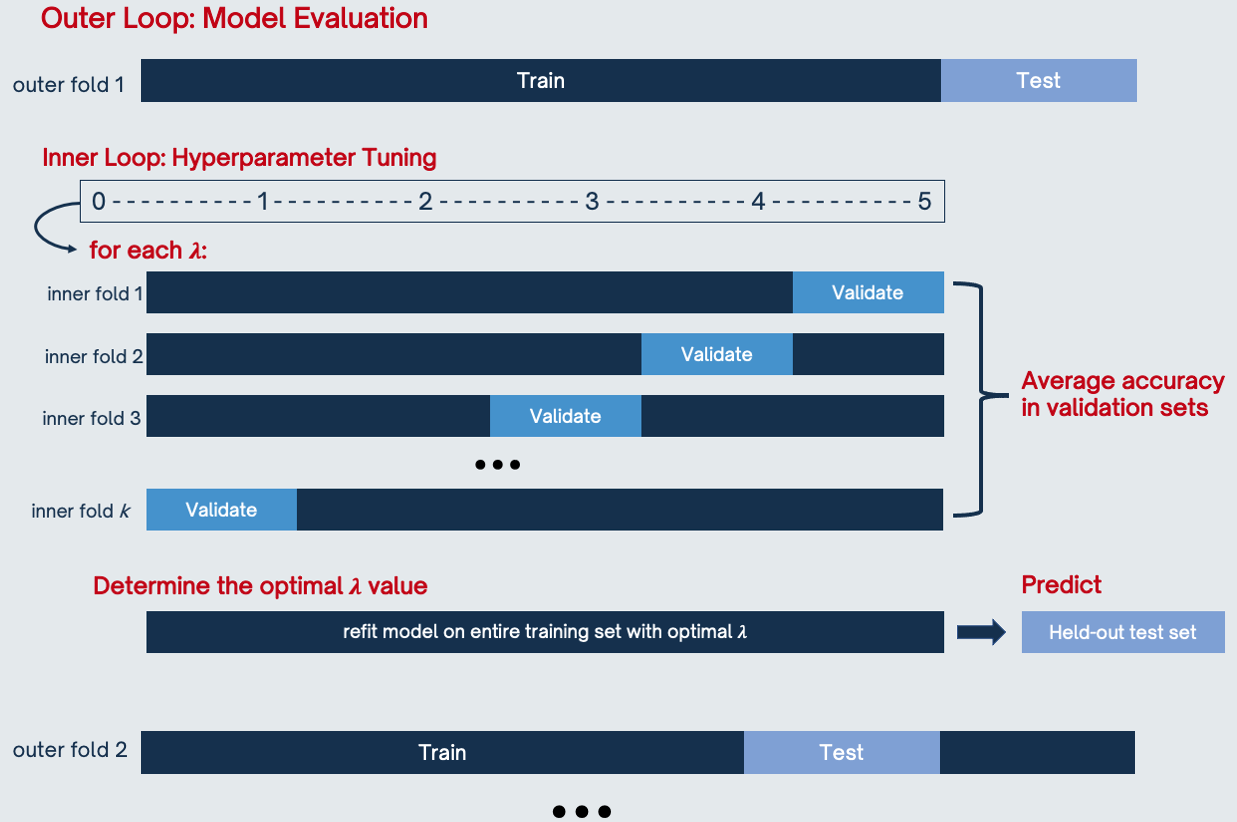 Outer Loop: Model Evaluation
outer fold 1
Train
Test
Inner Loop: Hyperparameter Tuning
0 - - - - - - - - - - 1 - - - - - - - - - - 2 - - - - - - - - - - 3 - - - - - - - - - - 4 - - - - - - - - - - 5
for each λ:
inner fold 1
Validate
inner fold 2
Validate
inner fold 3
Validate
•••
inner fold k
Validate
Average accuracy
in validation sets
Determine the optimal λ value
refit model on entire training set with optimal λ
Predict
Held-out test set
outer fold 2
Train
Test
•••